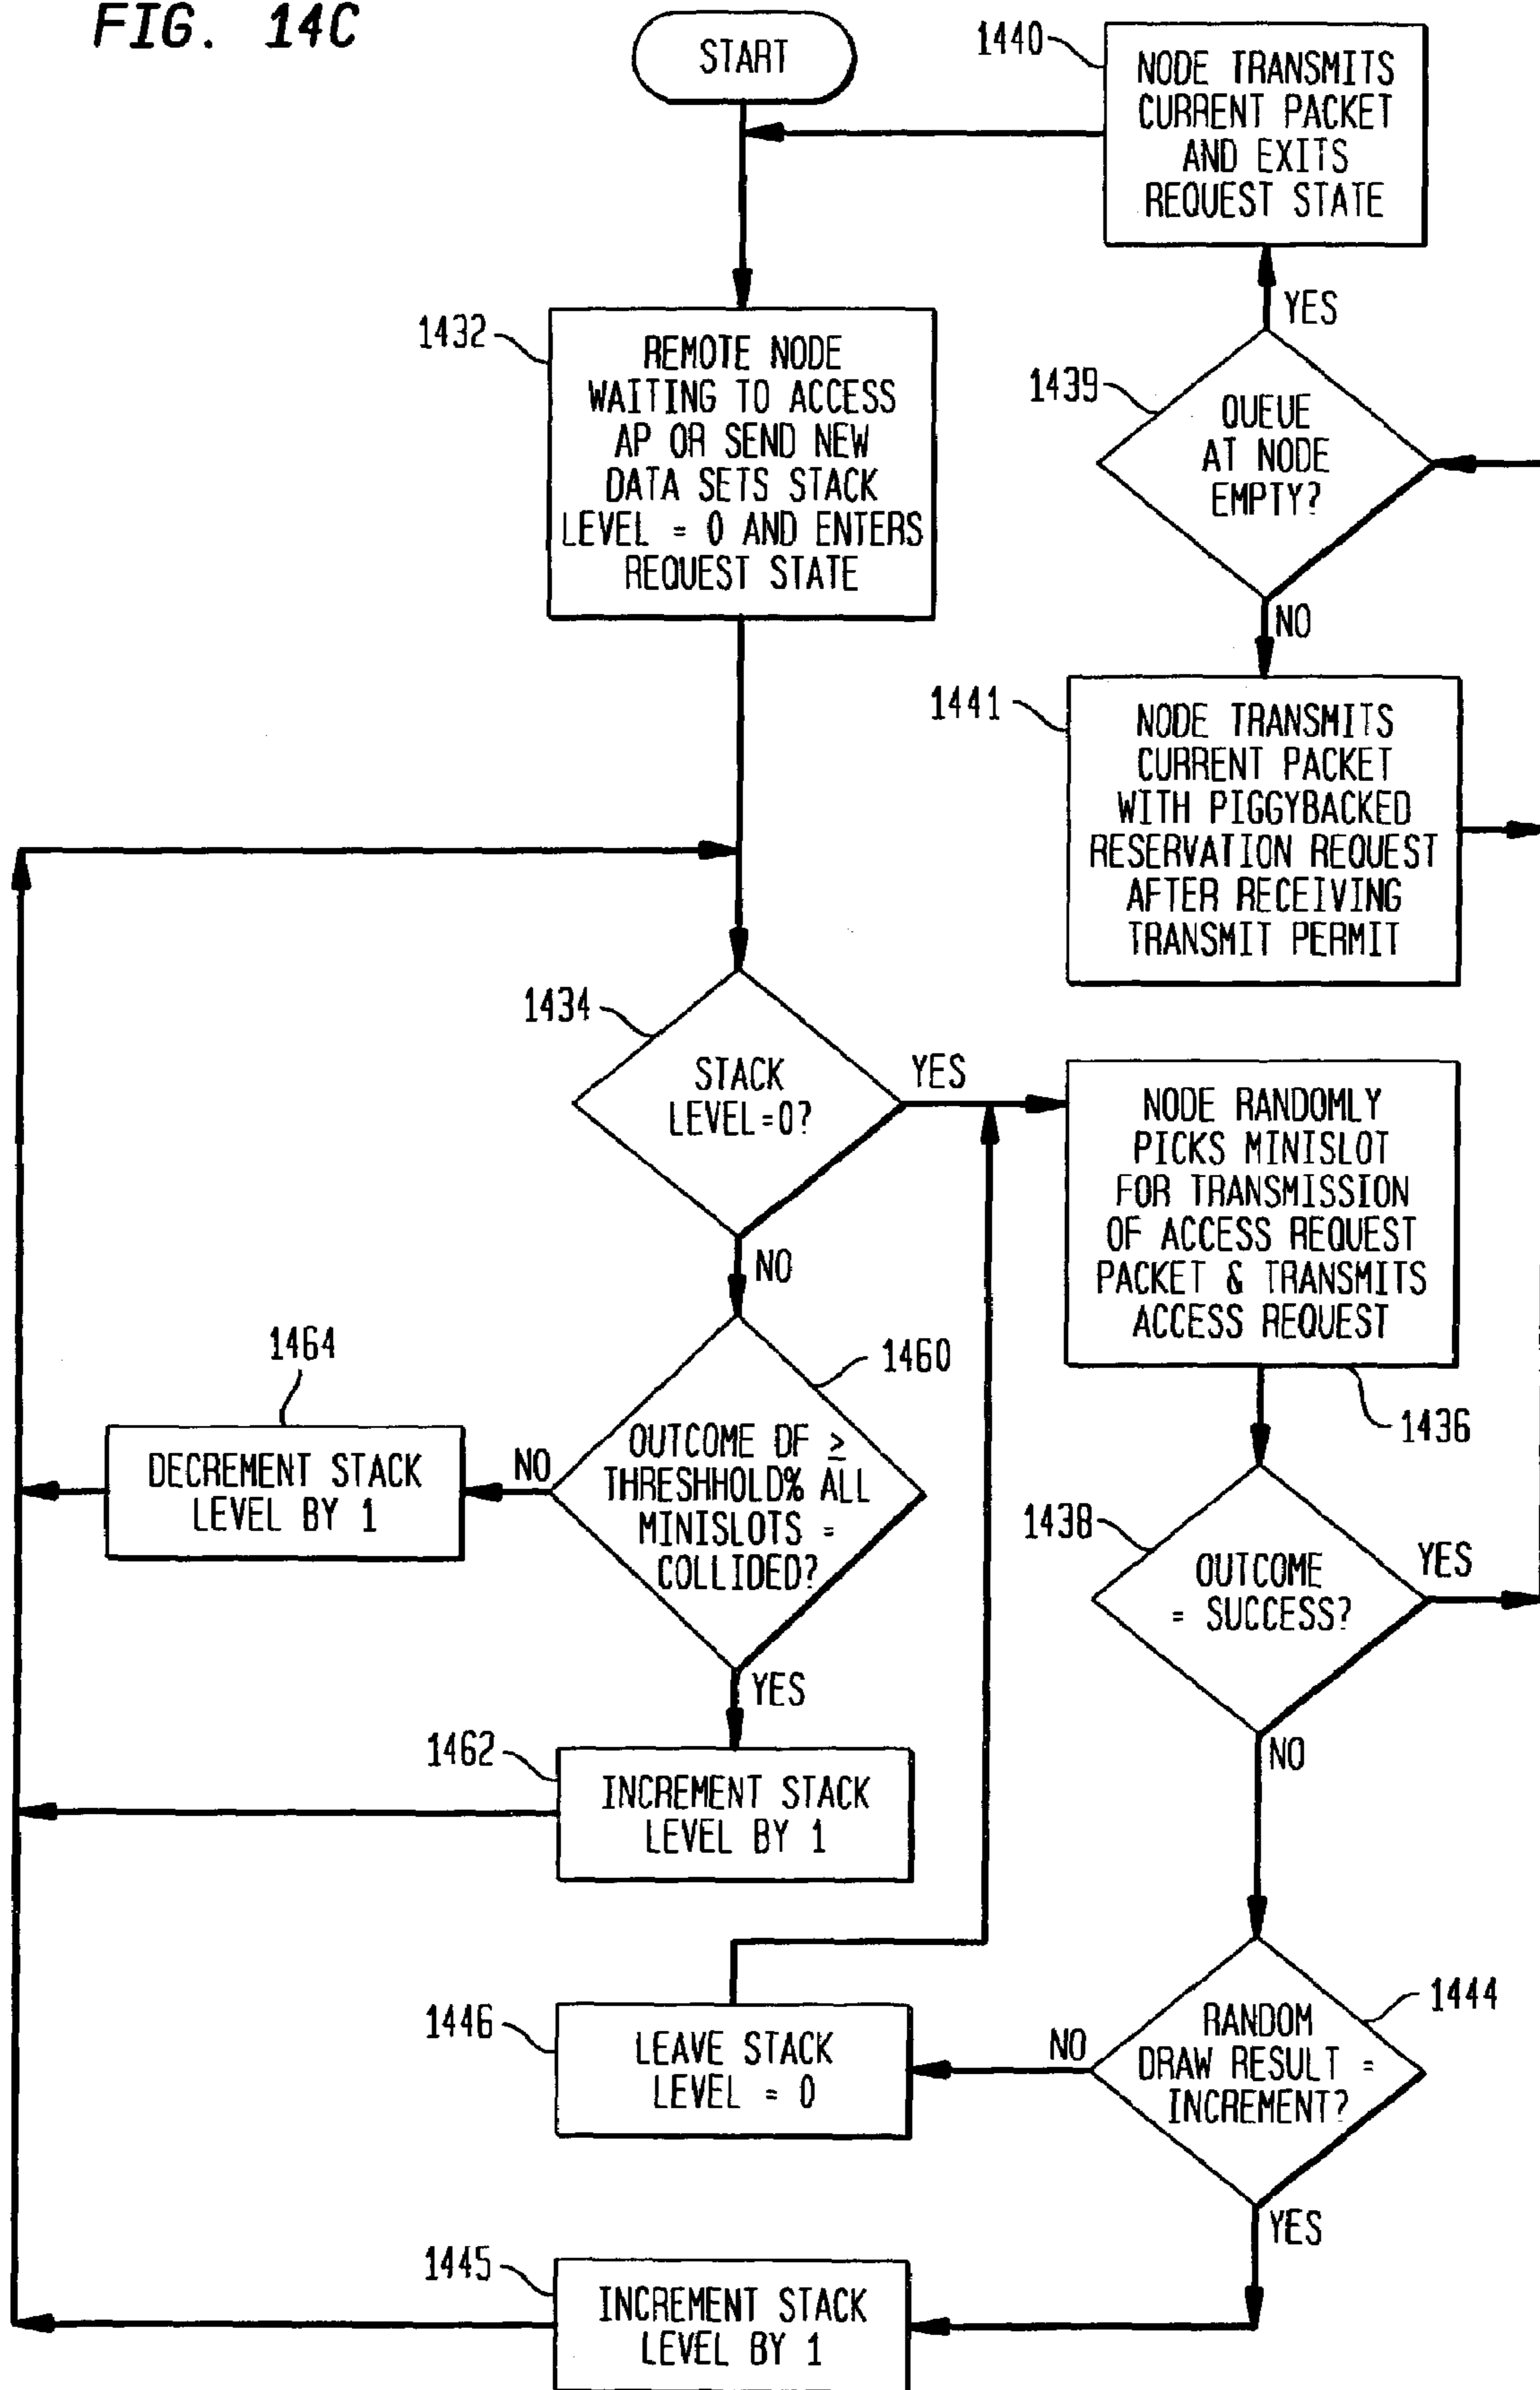 FIG. 14C
START
1440
NODE TRANSMITS
CURRENT PACKET
AND EXITS
REQUEST STATE
YES
1432
REMOTE NODE
WAITING TO ACCESS
AP OR SEND NEW
DATA SETS STACK
LEVEL = 0 AND ENTERS
REQUEST STATE
1439
QUEUE
AT NODE
EMPTY?
NO
1441
NODE TRANSMITS
CURRENT PACKET
WITH PIGGYBACKED
RESERVATION REQUEST
AFTER RECEIVING
TRANSMIT PERMIT
1434
STACK
LEVEL=0?
YES
NO
NODE RANDOMLY
PICKS MINISLOT
FOR TRANSMISSION
OF ACCESS REQUEST
PACKET & TRANSMITS
ACCESS REQUEST
1436
1464
DECREMENT STACK
LEVEL BY 1
NO
1460
OUTCOME OF ≥
THRESHHOLD% ALL
MINISLOTS =
COLLIDED?
YES
1438
OUTCOME
= SUCCESS?
YES
NO
1462
INCREMENT STACK
LEVEL BY 1
1446
LEAVE STACK
LEVEL = 0
NO
1444
RANDOM
DRAW RESULT =
INCREMENT?
YES
1445
INCREMENT STACK
LEVEL BY 1